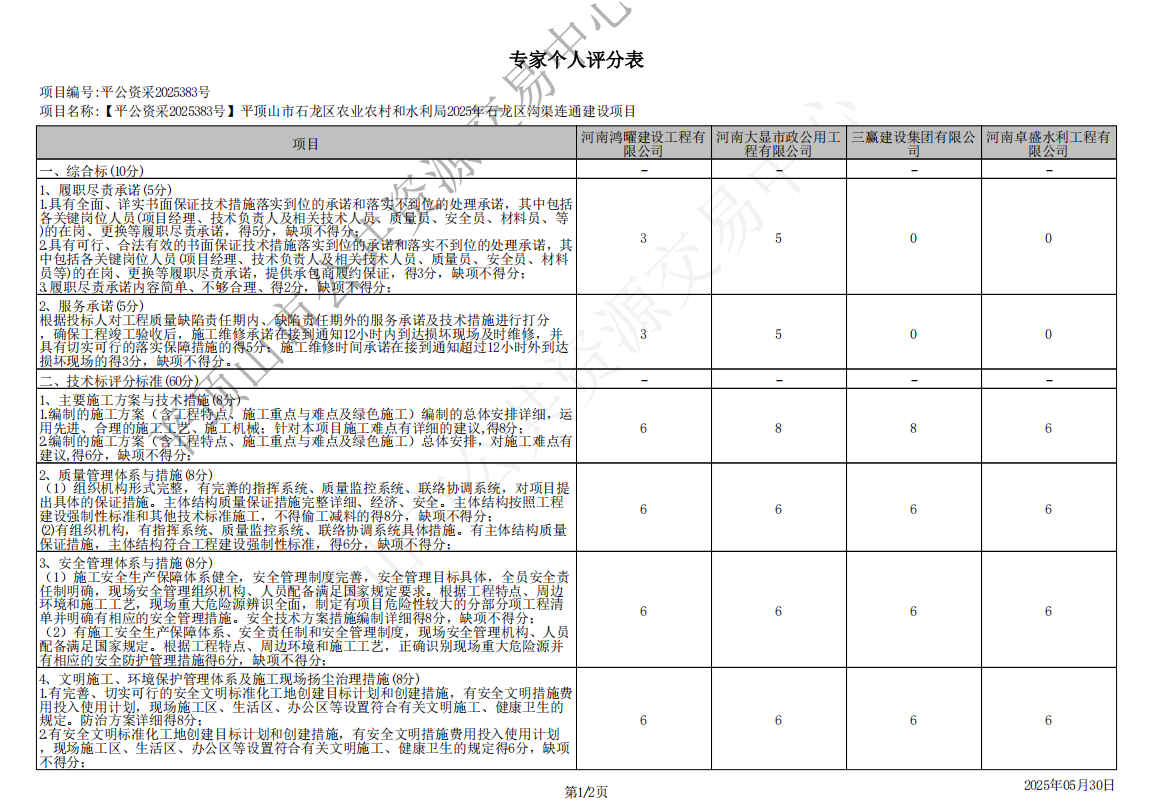 专家个人评分表
项目编号:平公资采2025383号
项目名称:【平公资采2025383号】平顶山市石龙区农业农村和水利局2025年石龙区沟渠连通建设项目
项目 河南鸿曜建设工程有限公司 河南大显市政公用工程有限公司 三赢建设集团有限公司 河南卓盛水利工程有限公司
一、综合标(10分) - - - -
1、履职尽责承诺(5分)
1.具有全面、详实书面保证技术措施落实到位的承诺和落实不到位的处理承诺，其中包括
各关键岗位人员(项目经理、技术负责人及相关技术人员、质量员、安全员、材料员、等
)的在岗、更换等履职尽责承诺，得5分，缺项不得分；
2.具有可行、合法有效的书面保证技术措施落实到位的承诺和落实不到位的处理承诺，其
中包括各关键岗位人员(项目经理、技术负责人及相关技术人员、质量员、安全员、材料
员等)的在岗、更换等履职尽责承诺，提供承包商履约保证，得3分，缺项不得分；
3.履职尽责承诺内容简单、不够合理、得2分，缺项不得分；
3 5 0 0
2、服务承诺(5分)
根据投标人对工程质量缺陷责任期内、缺陷责任期外的服务承诺及技术措施进行打分
，确保工程竣工验收后，施工维修承诺在接到通知12小时内到达损坏现场及时维修，并
具有切实可行的落实保障措施的得5分；施工维修时间承诺在接到通知超过12小时外到达
损坏现场的得3分，缺项不得分。
3 5 0 0
二、技术标评分标准(60分) - - - -
1、主要施工方案与技术措施(8分)
1.编制的施工方案（含工程特点、施工重点与难点及绿色施工）编制的总体安排详细，运
用先进、合理的施工工艺、施工机械；针对本项目施工难点有详细的建议,得8分；
2.编制的施工方案（含工程特点、施工重点与难点及绿色施工）总体安排，对施工难点有
建议,得6分，缺项不得分；
6 8 8 6
2、质量管理体系与措施(8分)
（1）组织机构形式完整，有完善的指挥系统、质量监控系统、联络协调系统，对项目提
出具体的保证措施。主体结构质量保证措施完整详细、经济、安全。主体结构按照工程
建设强制性标准和其他技术标准施工，不得偷工减料的得8分，缺项不得分；
(2)有组织机构，有指挥系统、质量监控系统、联络协调系统具体措施。有主体结构质量
保证措施，主体结构符合工程建设强制性标准，得6分，缺项不得分；
6 6 6 6
3、安全管理体系与措施(8分)
（1）施工安全生产保障体系健全，安全管理制度完善，安全管理目标具体，全员安全责
任制明确，现场安全管理组织机构、人员配备满足国家规定要求。根据工程特点、周边
环境和施工工艺，现场重大危险源辨识全面，制定有项目危险性较大的分部分项工程清
单并明确有相应的安全管理措施。安全技术方案措施编制详细得8分，缺项不得分；
（2）有施工安全生产保障体系、安全责任制和安全管理制度，现场安全管理机构、人员
配备满足国家规定。根据工程特点、周边环境和施工工艺，正确识别现场重大危险源并
有相应的安全防护管理措施得6分，缺项不得分；
6 6 6 6
4、文明施工、环境保护管理体系及施工现场扬尘治理措施(8分)
1.有完善、切实可行的安全文明标准化工地创建目标计划和创建措施，有安全文明措施费
用投入使用计划，现场施工区、生活区、办公区等设置符合有关文明施工、健康卫生的
规定。防治方案详细得8分；
2.有安全文明标准化工地创建目标计划和创建措施，有安全文明措施费用投入使用计划
，现场施工区、生活区、办公区等设置符合有关文明施工、健康卫生的规定得6分，缺项
不得分；
6 6 6 6
第1/2页
2025年05月30日
平顶山市公共资源交易中心
山市公共资源交易中心